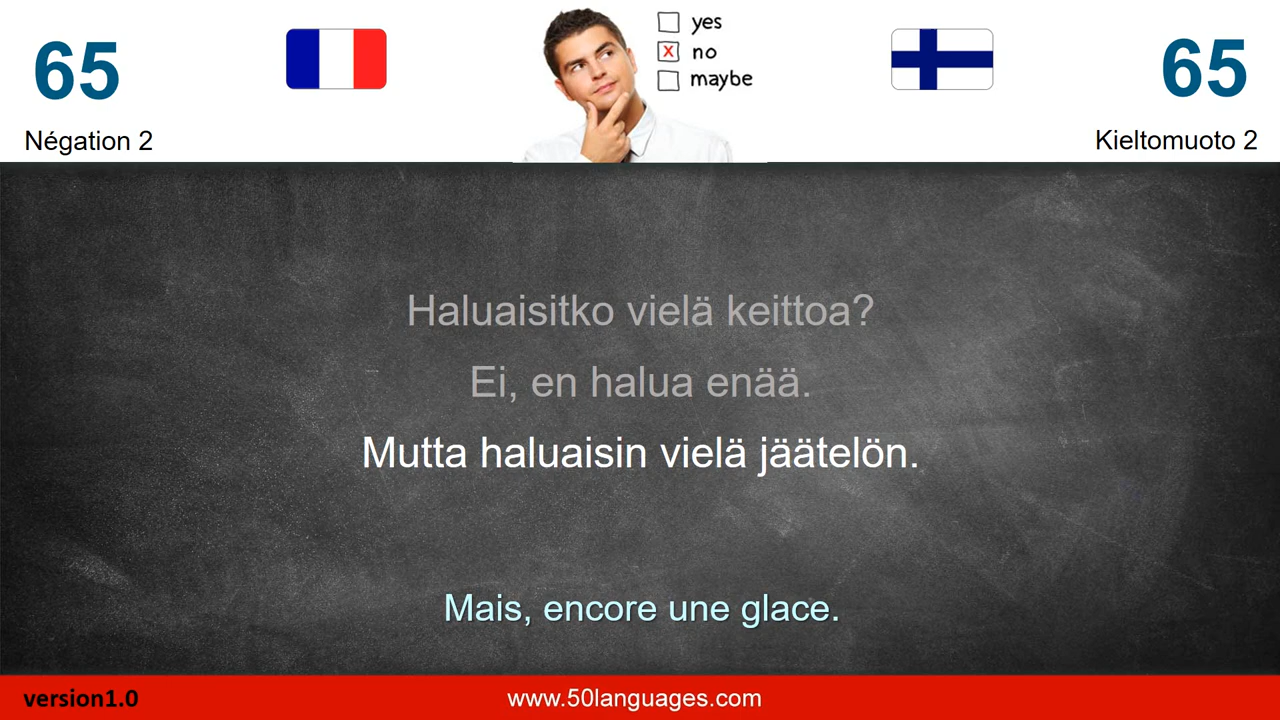 65
yes
no
maybe
65
Négation 2
Kieltomuoto 2
Haluaisitko vielä keittoa?
Ei, en halua enää.
Mutta haluaisin vielä jäätelön.
Mais, encore une glace.
version1.0
www.50languages.com